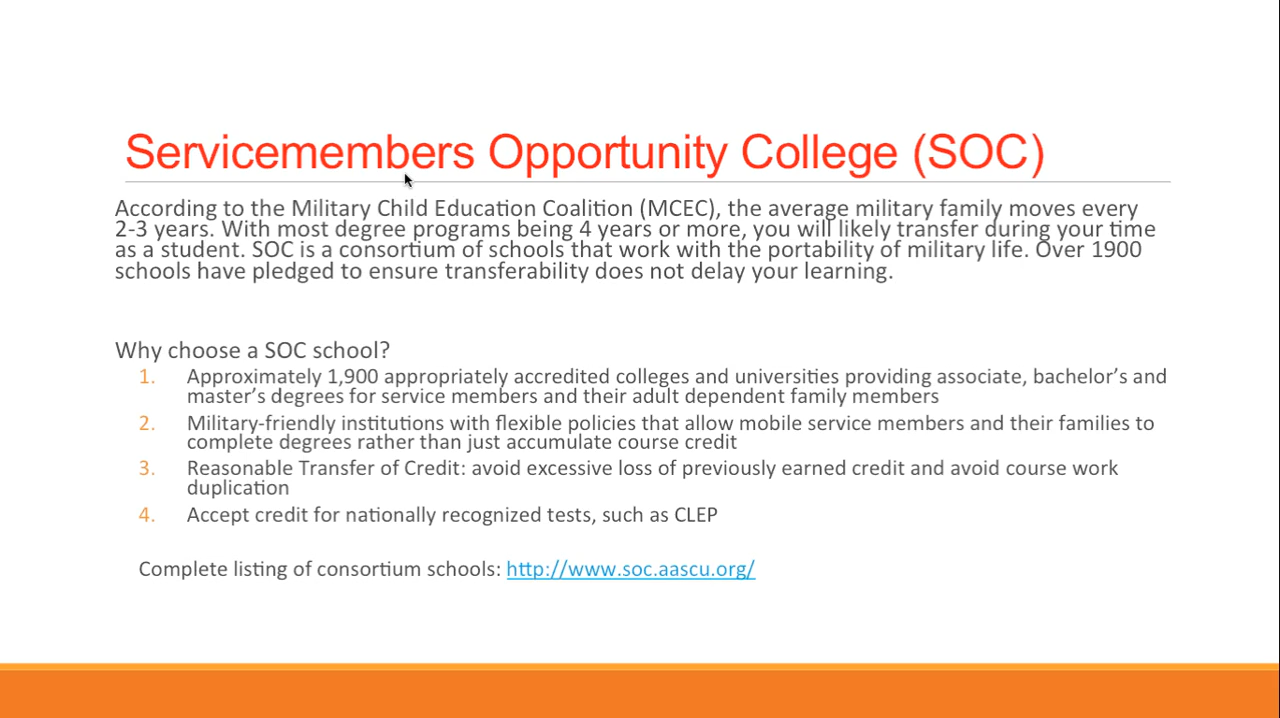 Servicemembers Opportunity College (SOC)
According to the Military Child Education Coalition (MCEC), the average military family moves every
2-3 years. With most degree programs being 4 years or more, you will likely transfer during your time
as a student. SOC is a consortium of schools that work with the portability of military life. Over 1900
schools have pledged to ensure transferability does not delay your learning.
Why choose a SOC school?
1. Approximately 1,900 appropriately accredited colleges and universities providing associate, bachelor’s and
master’s degrees for service members and their adult dependent family members
2. Military-friendly institutions with flexible policies that allow mobile service members and their families to
complete degrees rather than just accumulate course credit
3. Reasonable Transfer of Credit: avoid excessive loss of previously earned credit and avoid course work
duplication
4. Accept credit for nationally recognized tests, such as CLEP
Complete listing of consortium schools: http://www.soc.aascu.org/